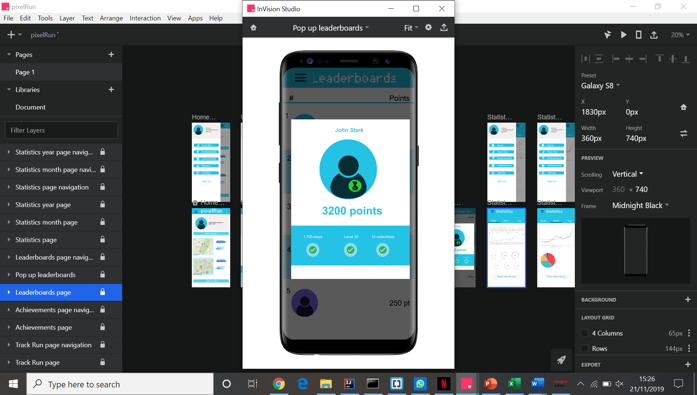 pixelRun
InVision Studio
File Edit Tools Layer Text Arrange Interaction View Apps Help
pixelRun*
Pop up leaderboards
Fit
20%
Pages
Page 1
Libraries
Document
Filter Layers
Statistics year page navig...
Statistics month page navi...
Statistics page navigation
Statistics year page
Statistics month page
Statistics page
Leaderboards page navig...
Pop up leaderboards
Leaderboards page
Achievements page navig...
Achievements page
Track Run page navigation
Track Run page
Home...
Home...
pixelRun
Leaderboards
# Points
1
John Stark
3200 points
Level 30
5
250 pt
Statist...
Statist...
Statist...
Statist...
Statistics
Preset
Galaxy S8
X Y
1830px 0px
Width Height
360px 740px
PREVIEW
Scrolling Vertical
Viewport 360 × 740
Frame Midnight Black
BACKGROUND
LAYOUT GRID
4 Columns 65px
Rows 144px
EXPORT
Type here to search
15:26
21/11/2019